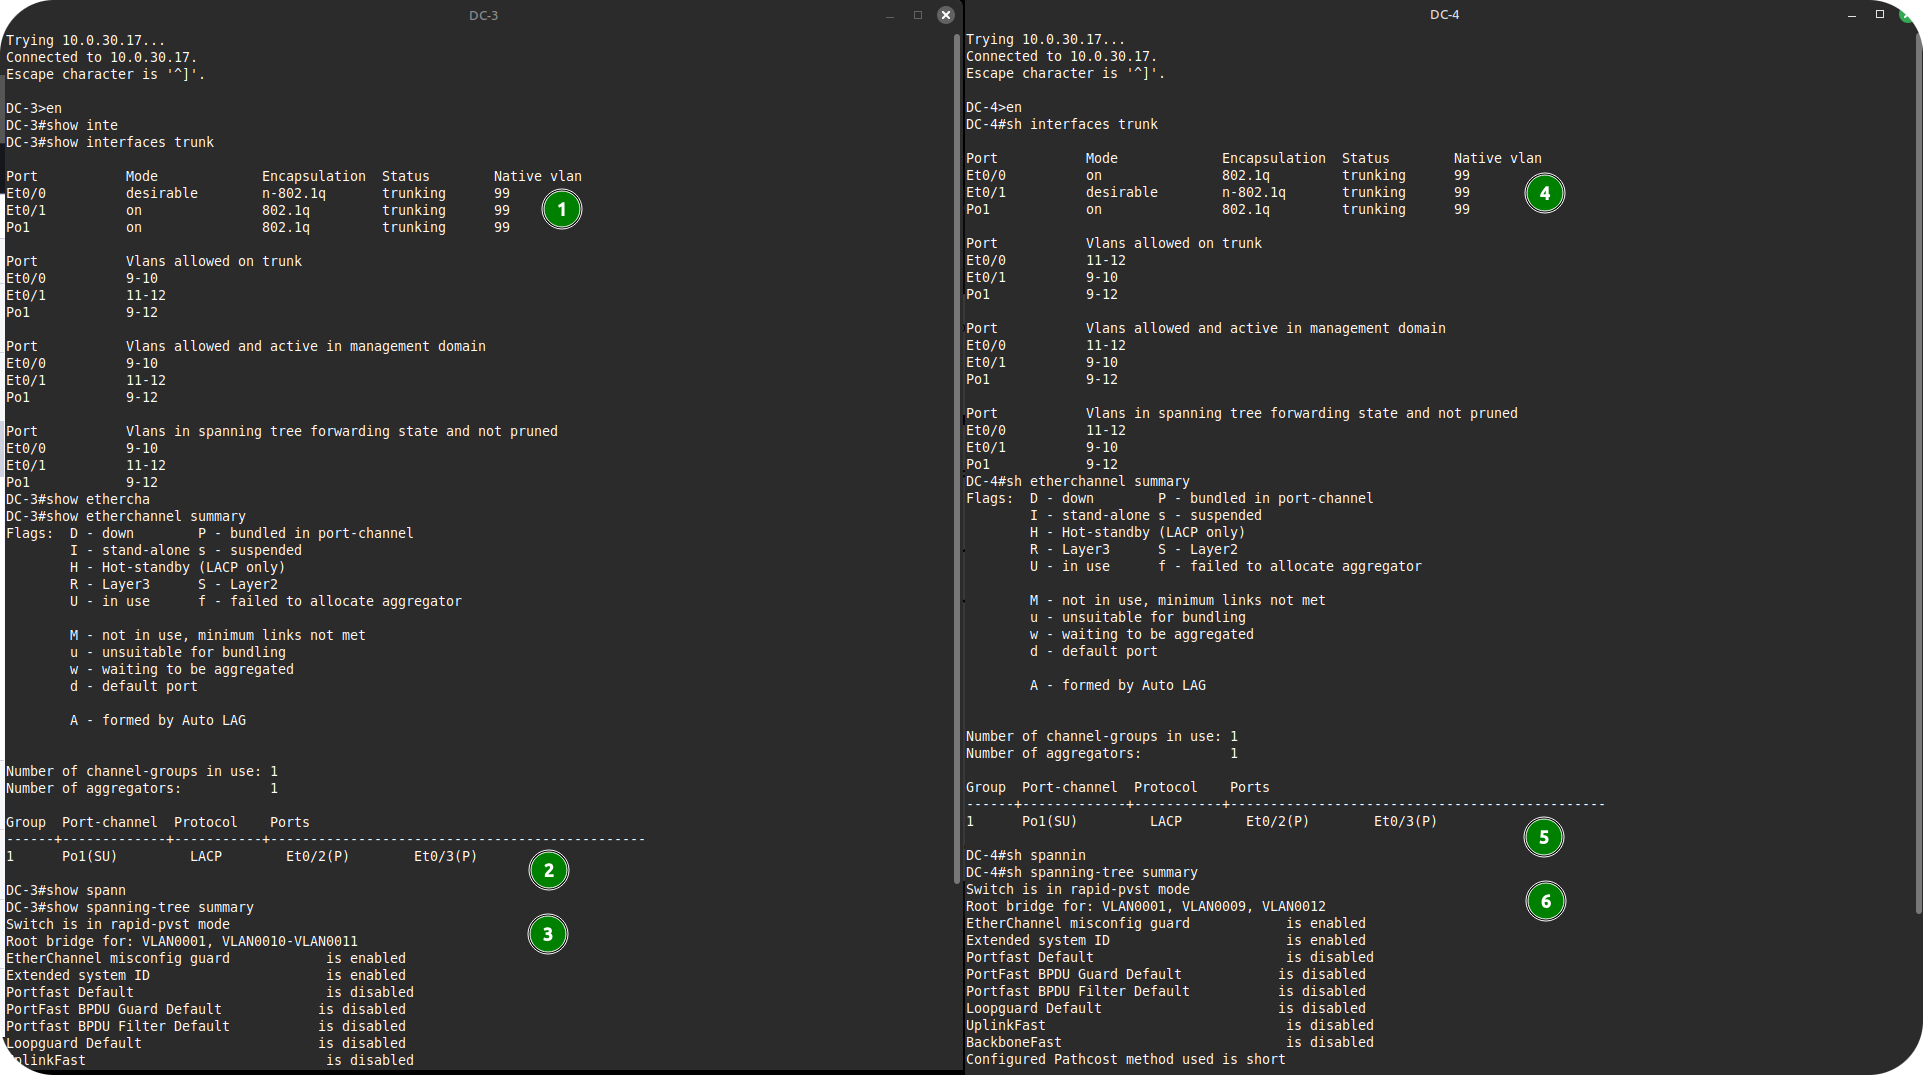 DC-3
Trying 10.0.30.17...
Connected to 10.0.30.17.
Escape character is '^]'.
DC-3>en
DC-3#show inte
DC-3#show interfaces trunk
Port Mode Encapsulation Status Native vlan
Et0/0 desirable n-802.1q trunking 99
Et0/1 on 802.1q trunking 99
1
Po1 on 802.1q trunking 99
Port Vlans allowed on trunk
Et0/0 9-10
Et0/1 11-12
Po1 9-12
Port Vlans allowed and active in management domain
Et0/0 9-10
Et0/1 11-12
Po1 9-12
Port Vlans in spanning tree forwarding state and not pruned
Et0/0 9-10
Et0/1 11-12
Po1 9-12
DC-3#show ethercha
DC-3#show etherchannel summary
Flags: D - down P - bundled in port-channel
I - stand-alone s - suspended
H - Hot-standby (LACP only)
R - Layer3 S - Layer2
U - in use f - failed to allocate aggregator
M - not in use, minimum links not met
u - unsuitable for bundling
w - waiting to be aggregated
d - default port
A - formed by Auto LAG
Number of channel-groups in use: 1
Number of aggregators: 1
Group Port-channel Protocol Ports
------+-------------+-----------+-----------------------------------------------
1 Po1(SU) LACP Et0/2(P) Et0/3(P)
2
DC-3#show spann
DC-3#show spanning-tree summary
Switch is in rapid-pvst mode
3
Root bridge for: VLAN0001, VLAN0010-VLAN0011
EtherChannel misconfig guard is enabled
Extended system ID is enabled
Portfast Default is disabled
PortFast BPDU Guard Default is disabled
Portfast BPDU Filter Default is disabled
Loopguard Default is disabled
UplinkFast is disabled
DC-4
Trying 10.0.30.17...
Connected to 10.0.30.17.
Escape character is '^]'.
DC-4>en
DC-4#sh interfaces trunk
Port Mode Encapsulation Status Native vlan
Et0/0 on 802.1q trunking 99
Et0/1 desirable n-802.1q trunking 99
4
Po1 on 802.1q trunking 99
Port Vlans allowed on trunk
Et0/0 11-12
Et0/1 9-10
Po1 9-12
Port Vlans allowed and active in management domain
Et0/0 11-12
Et0/1 9-10
Po1 9-12
Port Vlans in spanning tree forwarding state and not pruned
Et0/0 11-12
Et0/1 9-10
Po1 9-12
DC-4#sh etherchannel summary
Flags: D - down P - bundled in port-channel
I - stand-alone s - suspended
H - Hot-standby (LACP only)
R - Layer3 S - Layer2
U - in use f - failed to allocate aggregator
M - not in use, minimum links not met
u - unsuitable for bundling
w - waiting to be aggregated
d - default port
A - formed by Auto LAG
Number of channel-groups in use: 1
Number of aggregators: 1
Group Port-channel Protocol Ports
------+-------------+-----------+-----------------------------------------------
1 Po1(SU) LACP Et0/2(P) Et0/3(P)
5
DC-4#sh spannin
DC-4#sh spanning-tree summary
Switch is in rapid-pvst mode
6
Root bridge for: VLAN0001, VLAN0009, VLAN0012
EtherChannel misconfig guard is enabled
Extended system ID is enabled
Portfast Default is disabled
PortFast BPDU Guard Default is disabled
Portfast BPDU Filter Default is disabled
Loopguard Default is disabled
UplinkFast is disabled
BackboneFast is disabled
Configured Pathcost method used is short